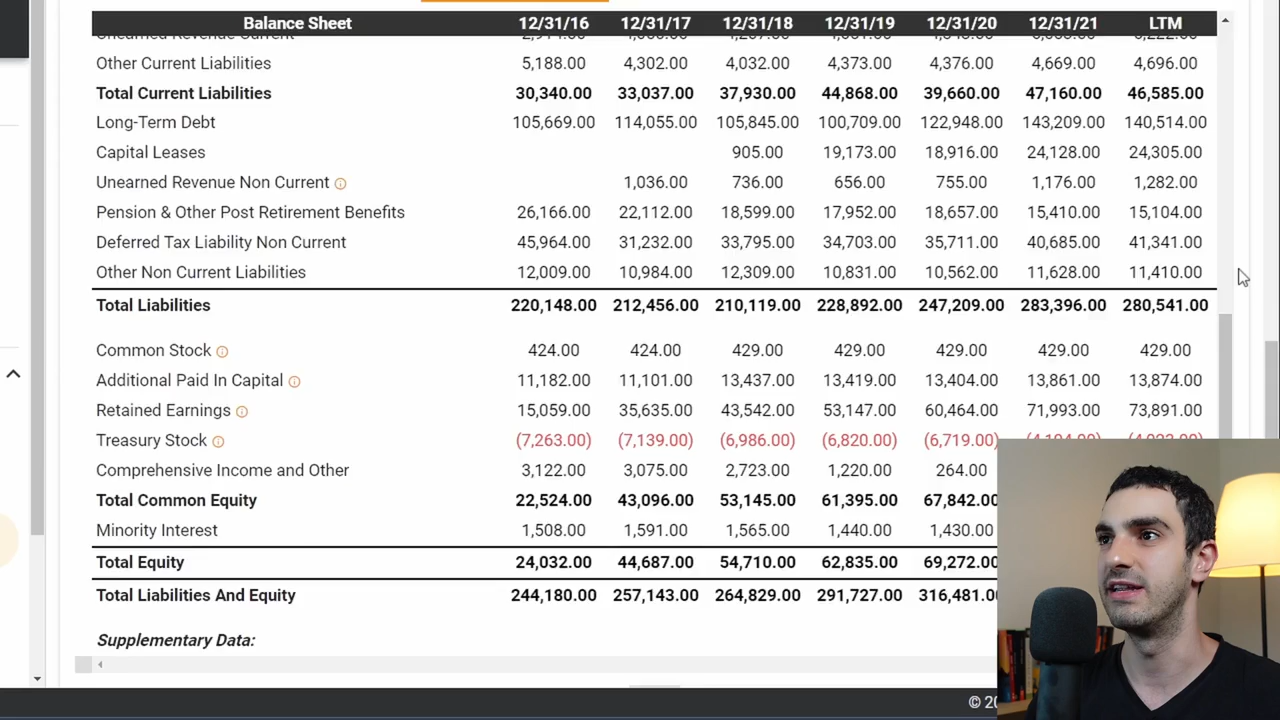 Balance Sheet 12/31/16 12/31/17 12/31/18 12/31/19 12/31/20 12/31/21 LTM
Other Current Liabilities 5,188.00 4,302.00 4,032.00 4,373.00 4,376.00 4,669.00 4,696.00
Total Current Liabilities 30,340.00 33,037.00 37,930.00 44,868.00 39,660.00 47,160.00 46,585.00
Long-Term Debt 105,669.00 114,055.00 105,845.00 100,709.00 122,948.00 143,209.00 140,514.00
Capital Leases 905.00 19,173.00 18,916.00 24,128.00 24,305.00
Unearned Revenue Non Current 1,036.00 736.00 656.00 755.00 1,176.00 1,282.00
Pension & Other Post Retirement Benefits 26,166.00 22,112.00 18,599.00 17,952.00 18,657.00 15,410.00 15,104.00
Deferred Tax Liability Non Current 45,964.00 31,232.00 33,795.00 34,703.00 35,711.00 40,685.00 41,341.00
Other Non Current Liabilities 12,009.00 10,984.00 12,309.00 10,831.00 10,562.00 11,628.00 11,410.00
Total Liabilities 220,148.00 212,456.00 210,119.00 228,892.00 247,209.00 283,396.00 280,541.00
Common Stock 424.00 424.00 429.00 429.00 429.00 429.00 429.00
Additional Paid In Capital 11,182.00 11,101.00 13,437.00 13,419.00 13,404.00 13,861.00 13,874.00
Retained Earnings 15,059.00 35,635.00 43,542.00 53,147.00 60,464.00 71,993.00 73,891.00
Treasury Stock (7,263.00) (7,139.00) (6,986.00) (6,820.00) (6,719.00)
Comprehensive Income and Other 3,122.00 3,075.00 2,723.00 1,220.00 264.00
Total Common Equity 22,524.00 43,096.00 53,145.00 61,395.00 67,842.00
Minority Interest 1,508.00 1,591.00 1,565.00 1,440.00 1,430.00
Total Equity 24,032.00 44,687.00 54,710.00 62,835.00 69,272.00
Total Liabilities And Equity 244,180.00 257,143.00 264,829.00 291,727.00 316,481.00
Supplementary Data:
© 20